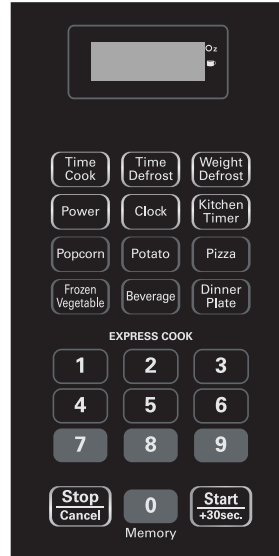 Oz
Time Time Weight
Cook Defrost Defrost
Power Clock Kitchen
Timer
Popcorn Potato Pizza
Frozen Beverage Dinner
Vegetable Plate
EXPRESS COOK
1 2 3
4 5 6
7 8 9
Stop 0 Start
Cancel +30sec.
Memory